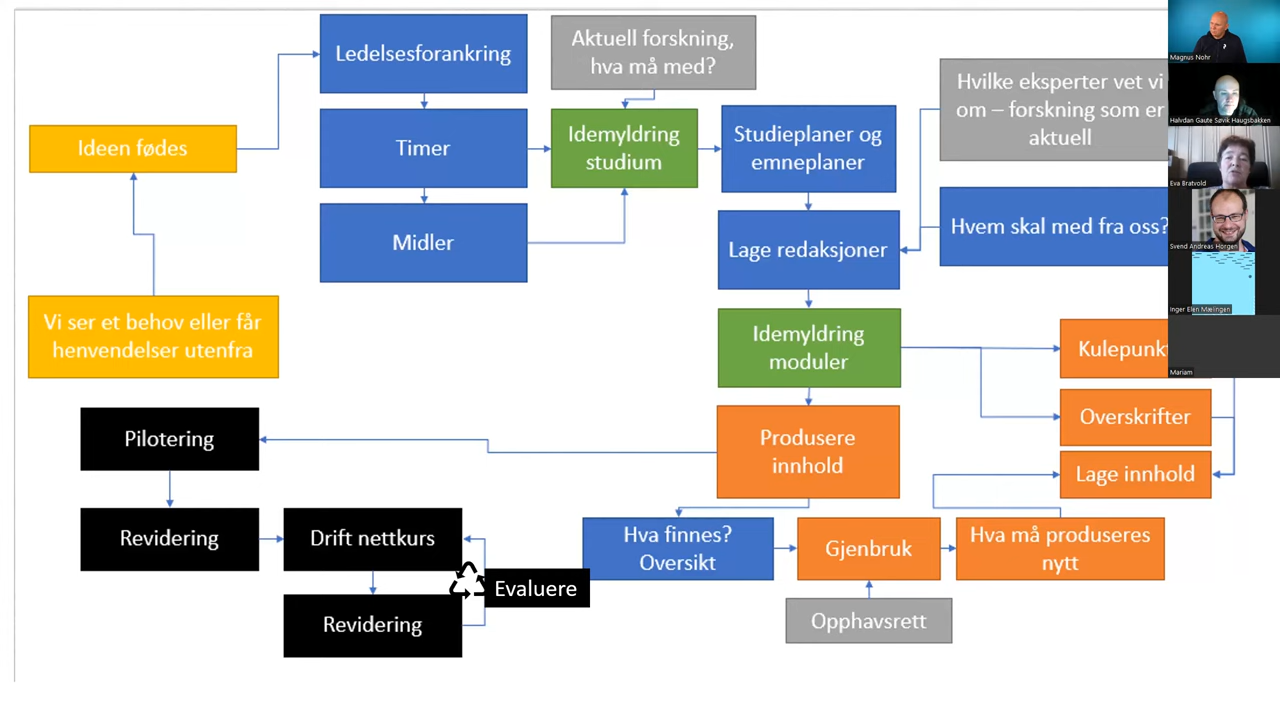 Ledelsesforankring
Aktuell forskning,
hva må med?
Hvilke eksperter vet vi
om – forskning som er
aktuell
Ideen fødes
Timer
Idemyldring
studium
Studieplaner og
emneplaner
Midler
Lage redaksjoner
Hvem skal med fra oss?
Vi ser et behov eller får
henvendelser utenfra
Idemyldring
moduler
Pilotering
Produsere
innhold
Overskrifter
Lage innhold
Revidering
Drift nettkurs
Hva finnes?
Oversikt
Gjenbruk
Hva må produseres
nytt
Evaluere
Revidering
Opphavsrett
Magnus Nohr
Halvdan Gaute Søvik Haugsbakken
Eva Bratvold
Svend Andreas Horgen
Inger Elen Mælingen
Mariam